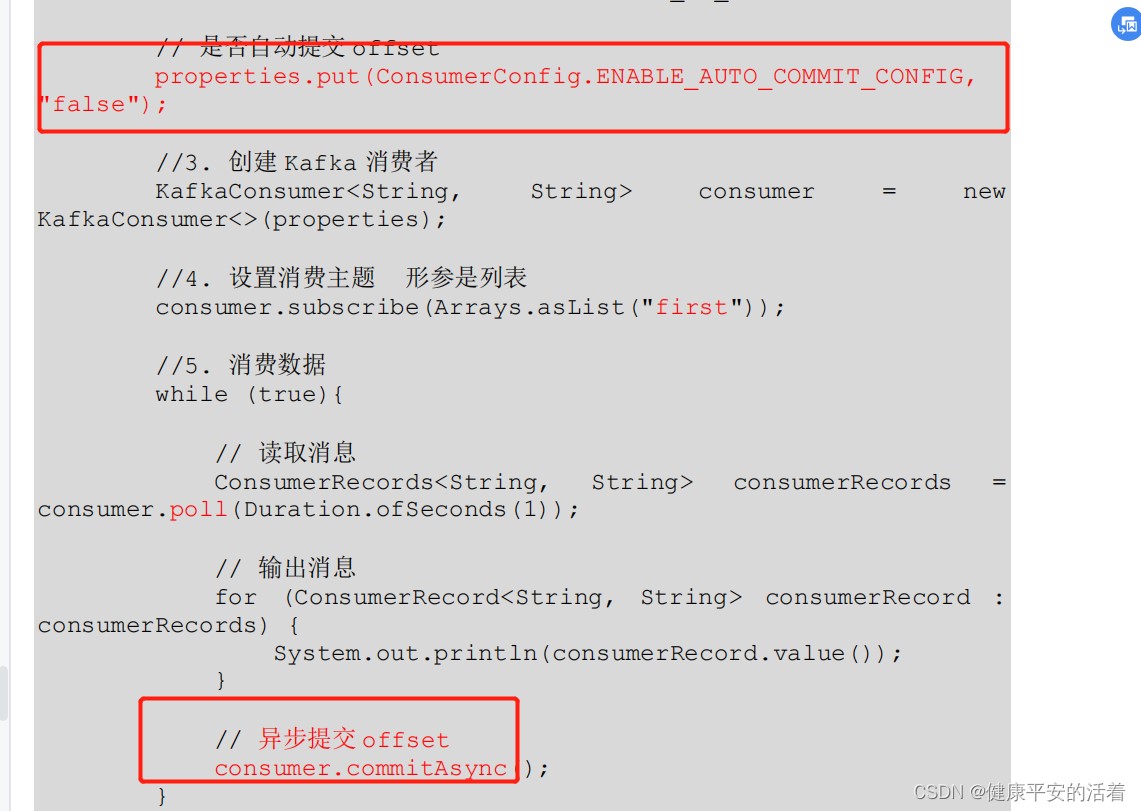 // 是否自动提交 offset
properties.put(ConsumerConfig.ENABLE_AUTO_COMMIT_CONFIG,
"false");
//3. 创建 Kafka 消费者
KafkaConsumer<String, String> consumer = new
KafkaConsumer<>(properties);
//4. 设置消费主题 形参是列表
consumer.subscribe(Arrays.asList("first"));
//5. 消费数据
while (true){
// 读取消息
ConsumerRecords<String, String> consumerRecords =
consumer.poll(Duration.ofSeconds(1));
// 输出消息
for (ConsumerRecord<String, String> consumerRecord :
consumerRecords) {
System.out.println(consumerRecord.value());
}
// 异步提交 offset
consumer.commitAsync();
}
CSDN @健康平安的活着